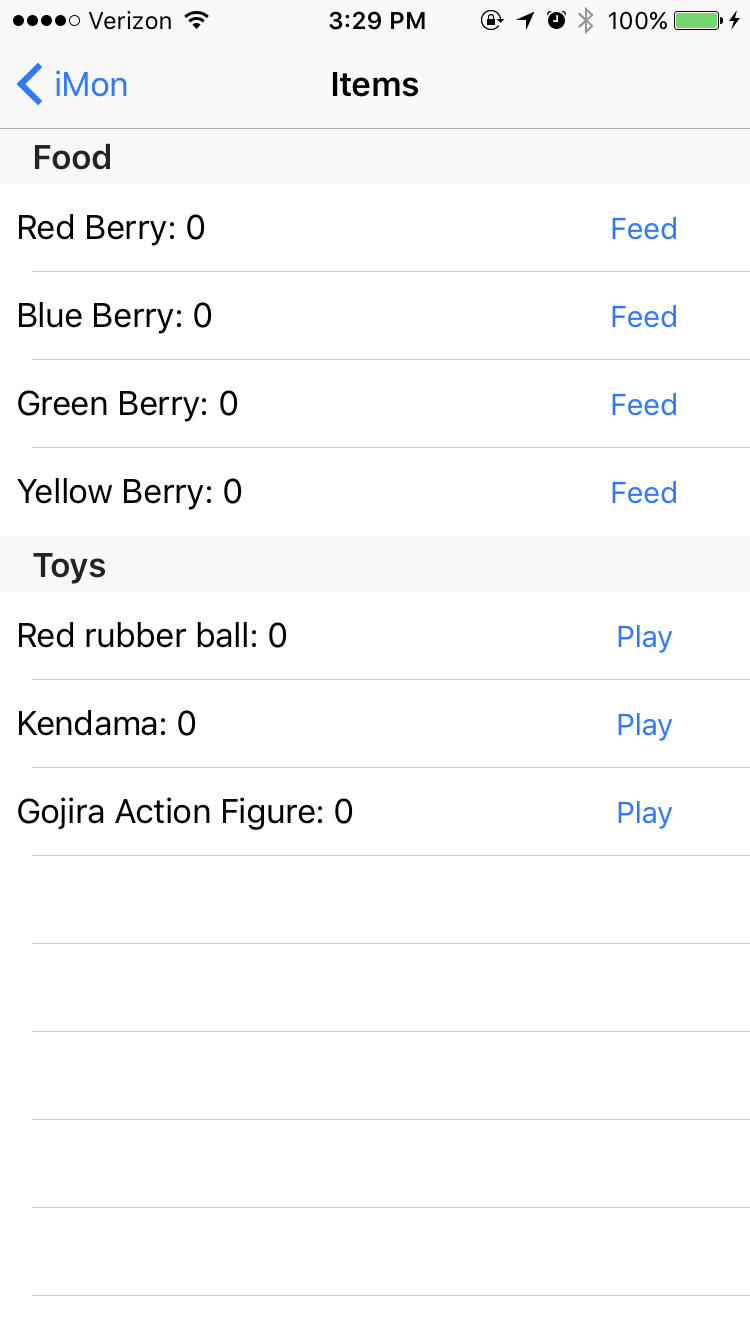 Verizon 3:29 PM 100%
iMon Items
Food
Red Berry: 0 Feed
Blue Berry: 0 Feed
Green Berry: 0 Feed
Yellow Berry: 0 Feed
Toys
Red rubber ball: 0 Play
Kendama: 0 Play
Gojira Action Figure: 0 Play